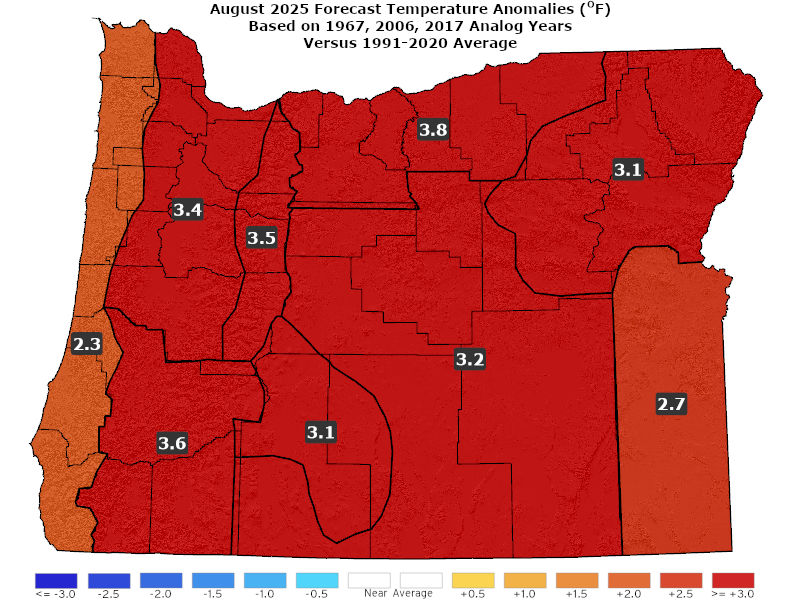 August 2025 Forecast Temperature Anomalies (°F)
Based on 1967, 2006, 2017 Analog Years
Versus 1991-2020 Average
3.8
3.1
3.4
3.5
2.3
3.2
2.7
3.1
3.6
<= -3.0 -2.5 -2.0 -1.5 -1.0 -0.5 Near Average +0.5 +1.0 +1.5 +2.0 +2.5 >= +3.0